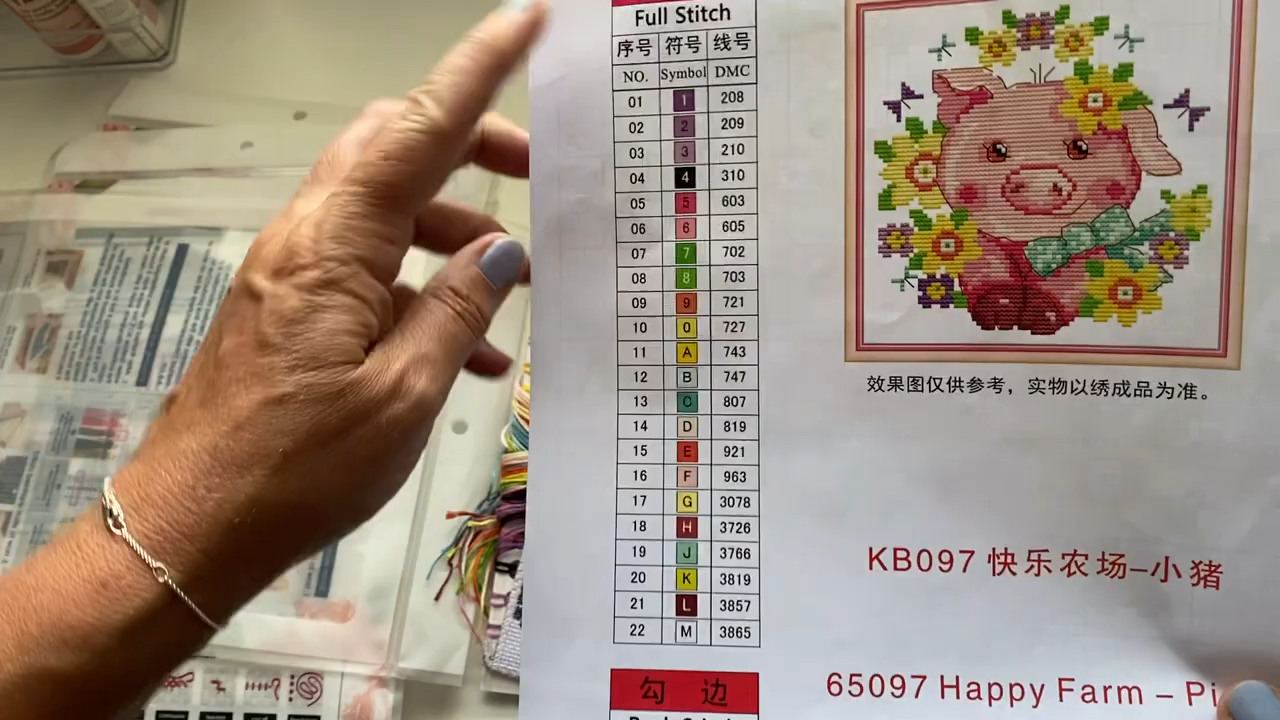 Full Stitch
序号 符号 线号
NO. Symbol DMC
01 1 208
02 2 209
03 3 210
04 4 310
05 5 603
06 6 605
07 7 702
08 8 703
09 9 721
10 0 727
11 A 743
12 B 747
13 C 807
14 D 819
15 E 921
16 F 963
17 G 3078
18 H 3726
19 J 3766
20 K 3819
21 L 3857
22 M 3865
勾 边
效果图仅供参考，实物以绣成品为准。
KB097 快乐农场–小猪
65097 Happy Farm –